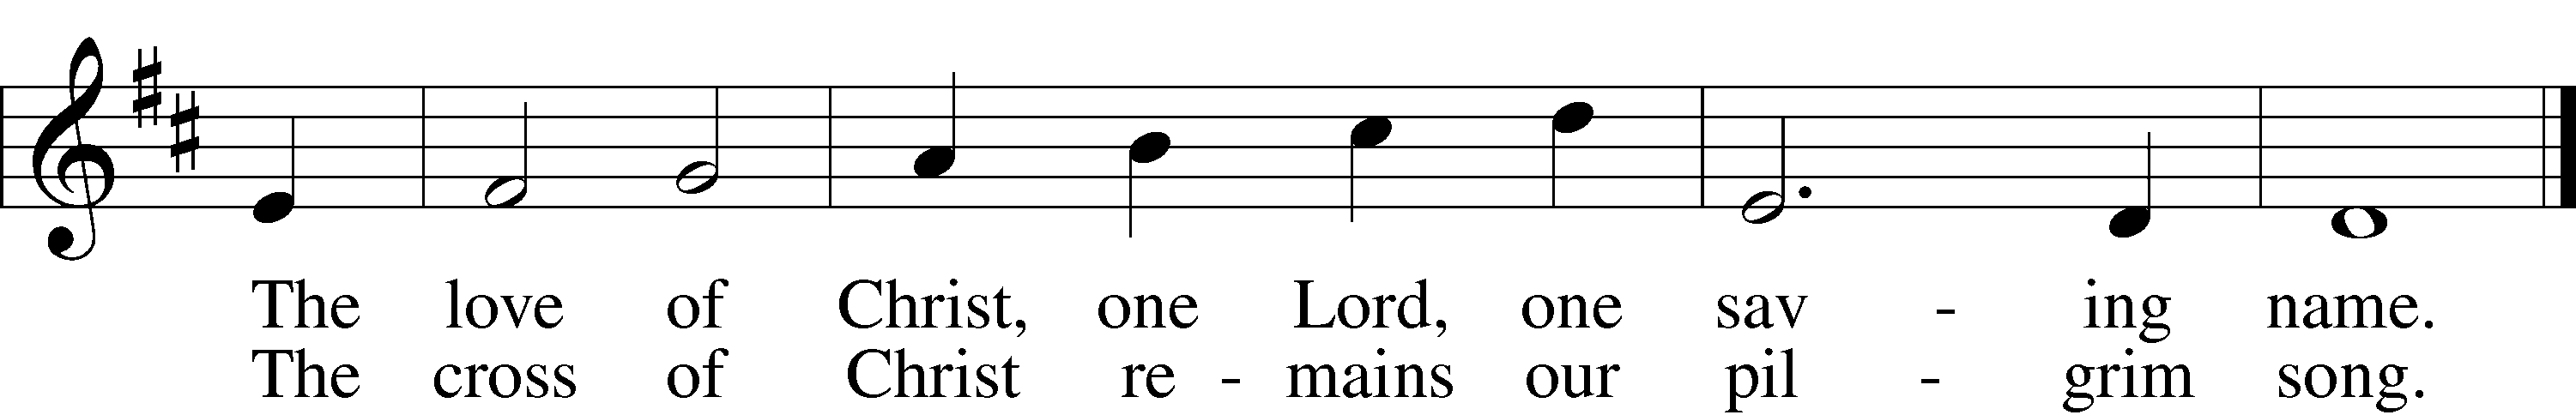 The love of Christ, one Lord, one sav - ing name.
The cross of Christ re - mains our pil - grim song.